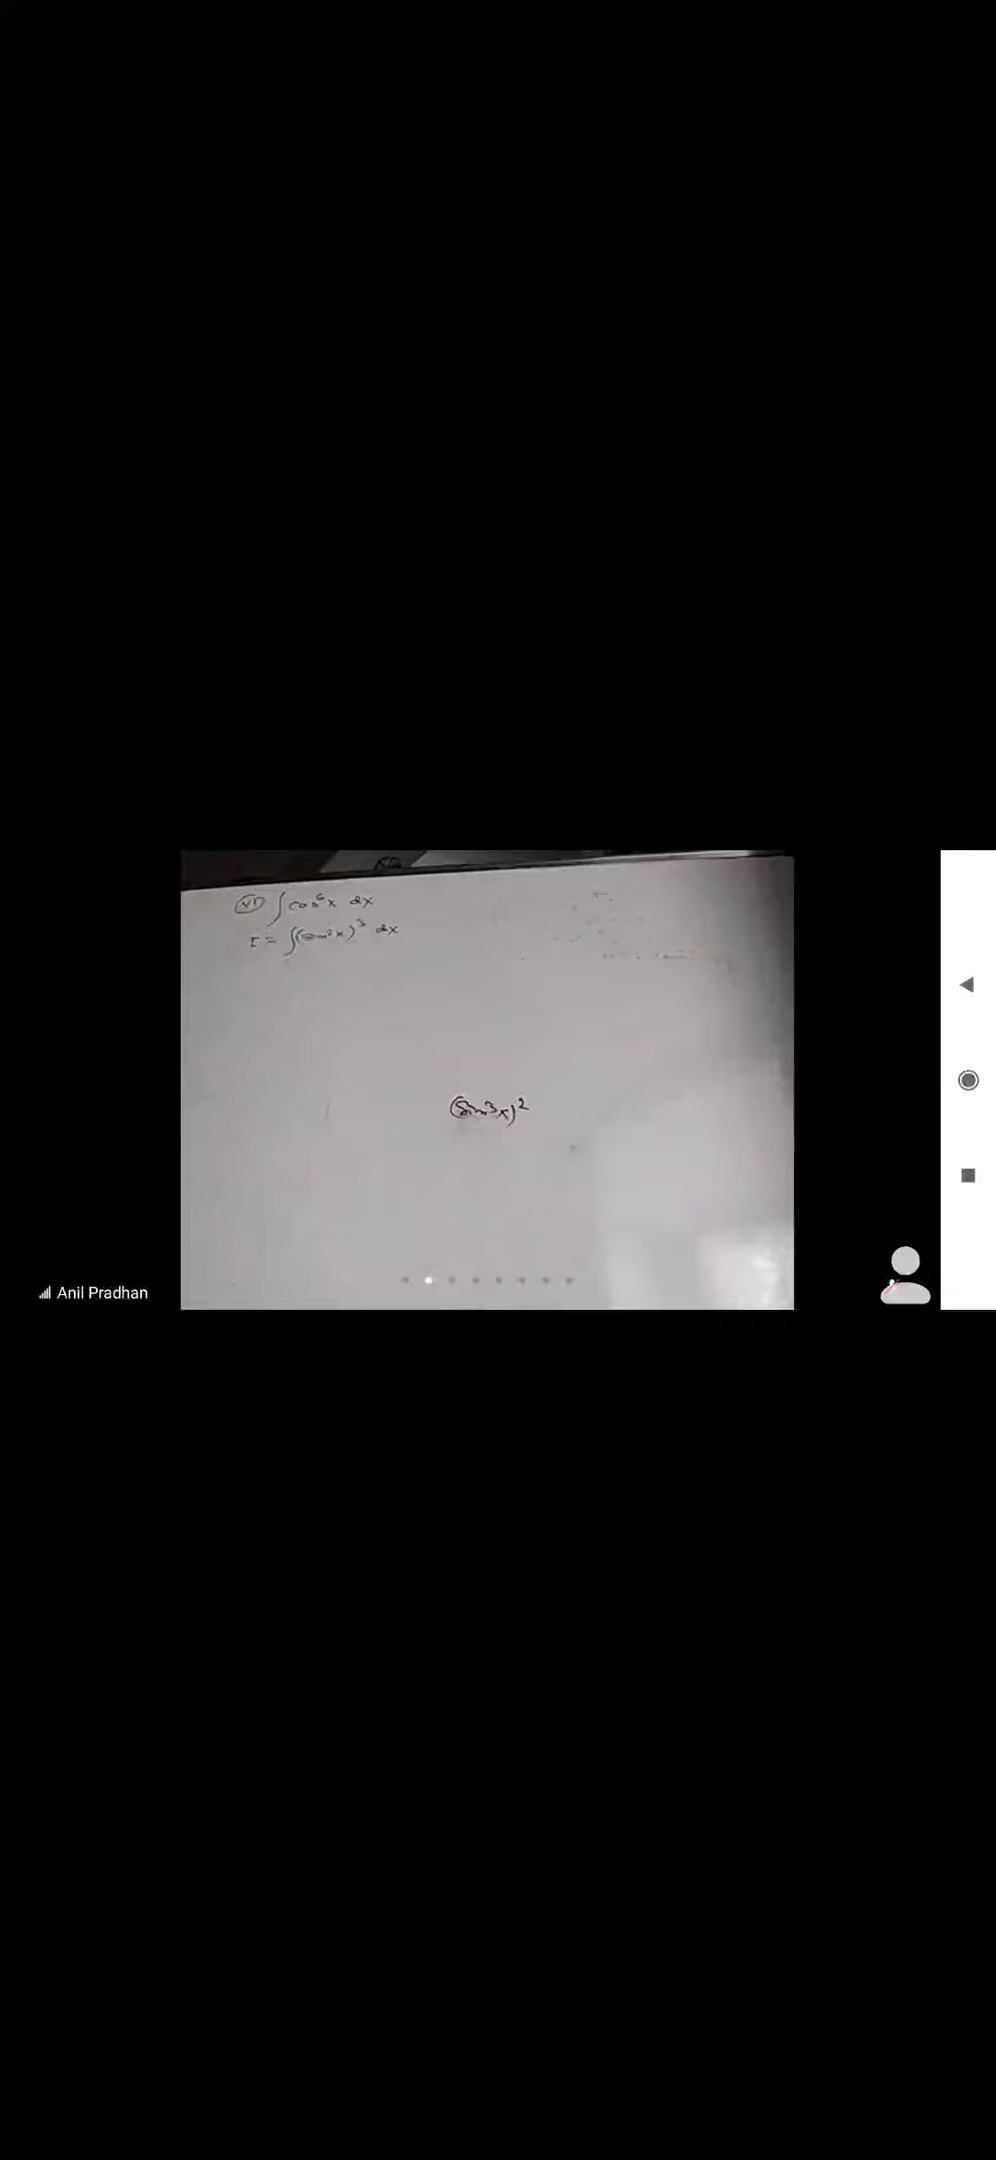 (VI) ∫cos⁶x dx
I = ∫(cos²x)³ dx
(Sin³x)²
Anil Pradhan